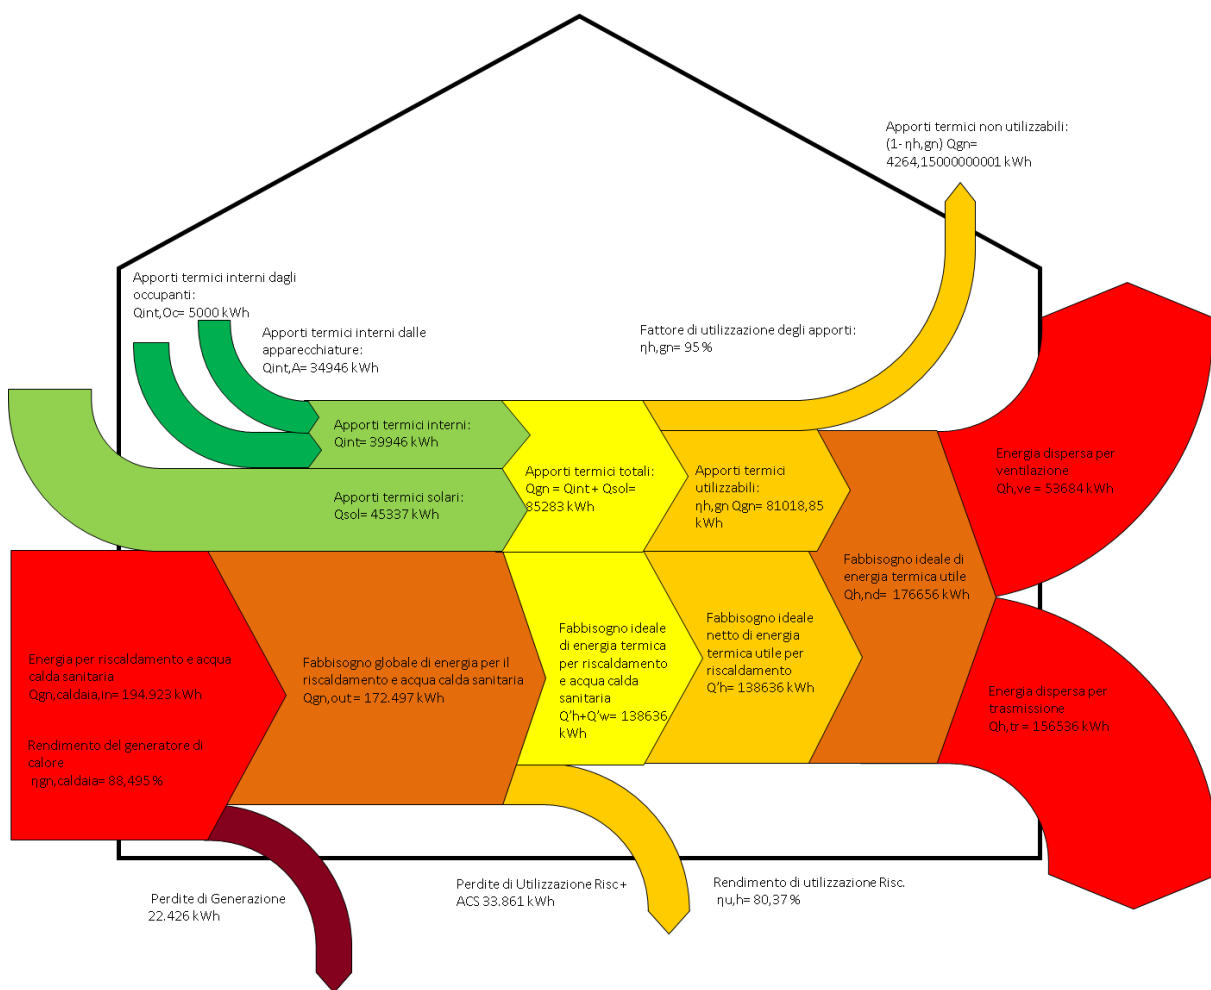 Apporti termici non utilizzabili:
(1- ηh,gn) Qgn=
4264,15000000001 kWh
Apporti termici interni dagli
occupanti:
Qint,Oc= 5000 kWh
Apporti termici interni dalle
apparecchiature:
Qint,A= 34946 kWh
Fattore di utilizzazione degli apporti:
ηh,gn= 95 %
Apporti termici interni:
Qint= 39946 kWh
Apporti termici solari:
Qsol= 45337 kWh
Apporti termici totali:
Qgn = Qint + Qsol=
85283 kWh
Apporti termici
utilizzabili:
ηh,gn Qgn= 81018,85
kWh
Energia dispersa per
ventilazione
Qh,ve = 53684 kWh
Fabbisogno ideale di
energia termica utile
Qh,nd= 176656 kWh
Energia per riscaldamento e acqua
calda sanitaria
Qgn,caldaia,in= 194.923 kWh
Rendimento del generatore di
calore
ηgn,caldaia= 88,495 %
Fabbisogno globale di energia per il
riscaldamento e acqua calda sanitaria
Qgn,out= 172.497 kWh
Fabbisogno ideale
di energia termica
per riscaldamento
e acqua calda
sanitaria
Q'h+Q'w= 138636
kWh
Fabbisogno ideale
netto di energia
termica utile per
riscaldamento
Q'h= 138636 kWh
Energia dispersa per
trasmissione
Qh,tr= 156536 kWh
Perdite di Generazione
22.426 kWh
Perdite di Utilizzazione Risc+
ACS 33.861 kWh
Rendimento di utilizzazione Risc.
ηu,h= 80,37 %